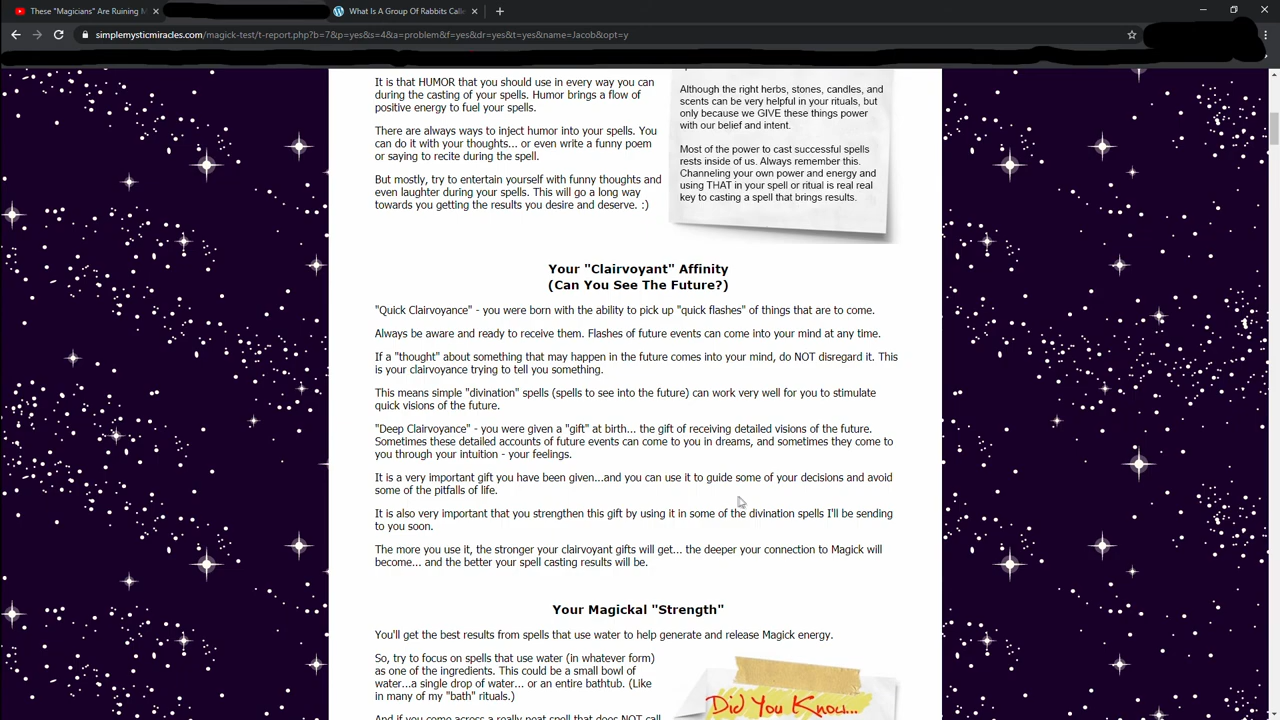 These "Magicians" Are Ruining M
What Is A Group Of Rabbits Calle
simplemysticmiracles.com/magick-test/t-report.php?b=7&p=yes&s=4&a=problem&f=yes&dr=yes&t=yes&name=Jacob&opt=y
It is that HUMOR that you should use in every way you can
during the casting of your spells. Humor brings a flow of
positive energy to fuel your spells.
There are always ways to inject humor into your spells. You
can do it with your thoughts... or even write a funny poem
or saying to recite during the spell.
But mostly, try to entertain yourself with funny thoughts and
even laughter during your spells. This will go a long way
towards you getting the results you desire and deserve. :)
Although the right herbs, stones, candles, and
scents can be very helpful in your rituals, but
only because we GIVE these things power
with our belief and intent.
Most of the power to cast successful spells
rests inside of us. Always remember this.
Channeling your own power and energy and
using THAT in your spell or ritual is real real
key to casting a spell that brings results.
Your "Clairvoyant" Affinity
(Can You See The Future?)
"Quick Clairvoyance" - you were born with the ability to pick up "quick flashes" of things that are to come.
Always be aware and ready to receive them. Flashes of future events can come into your mind at any time.
If a "thought" about something that may happen in the future comes into your mind, do NOT disregard it. This
is your clairvoyance trying to tell you something.
This means simple "divination" spells (spells to see into the future) can work very well for you to stimulate
quick visions of the future.
"Deep Clairvoyance" - you were given a "gift" at birth... the gift of receiving detailed visions of the future.
Sometimes these detailed accounts of future events can come to you in dreams, and sometimes they come to
you through your intuition - your feelings.
It is a very important gift you have been given...and you can use it to guide some of your decisions and avoid
some of the pitfalls of life.
It is also very important that you strengthen this gift by using it in some of the divination spells I'll be sending
to you soon.
The more you use it, the stronger your clairvoyant gifts will get... the deeper your connection to Magick will
become... and the better your spell casting results will be.
Your Magickal "Strength"
You'll get the best results from spells that use water to help generate and release Magick energy.
So, try to focus on spells that use water (in whatever form)
as one of the ingredients. This could be a small bowl of
water...a single drop of water... or an entire bathtub. (Like
in many of my "bath" rituals.)
And if you come across a really neat spell that does NOT call
Did You Know...